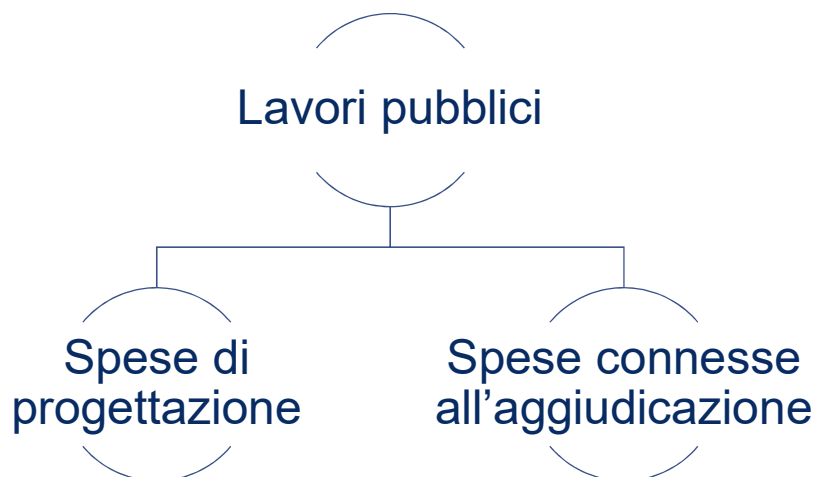 Lavori pubblici
Spese di
progettazione
Spese connesse
all’aggiudicazione